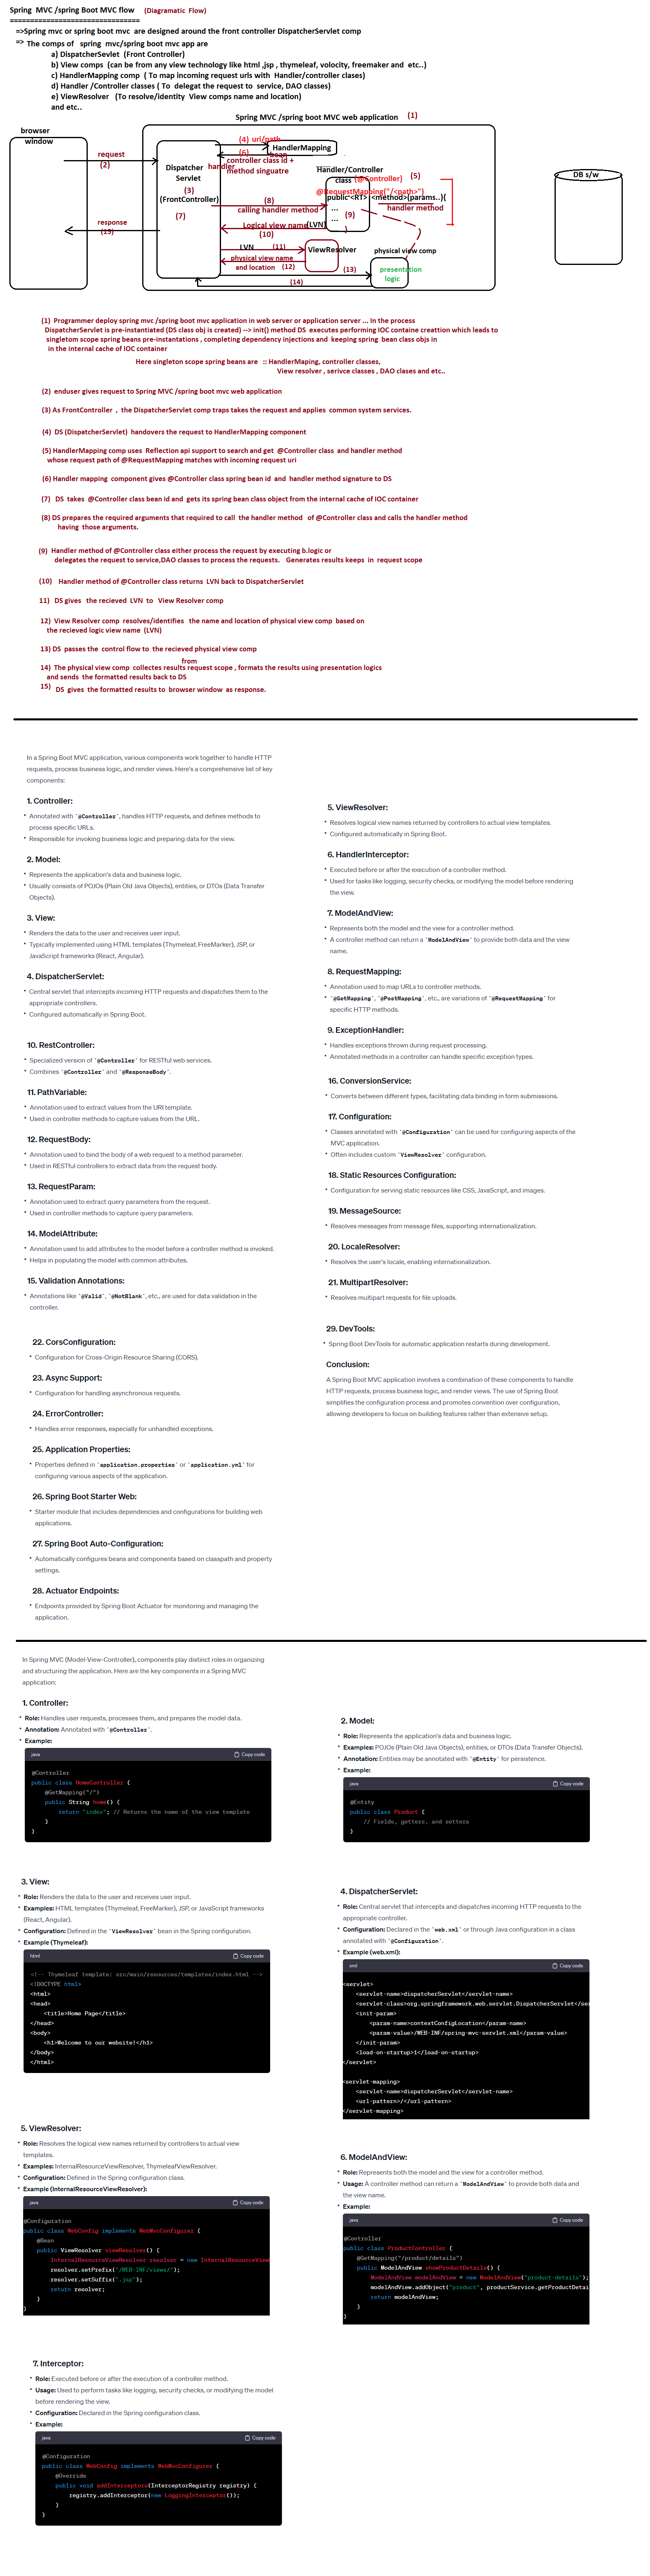 Spring MVC /spring Boot MVC flow (Diagramatic Flow)
================================
=>Spring mvc or spring boot mvc are designed around the front controller DispatcherServlet comp
=> The comps of spring mvc/spring boot mvc app are
a) DispatcherSevlet (Front Controller)
b) View comps (can be from any view technology like html ,jsp , thymeleaf, volocity, freemaker and etc..)
c) HandlerMapping comp ( To map incoming request urls with Handler/controller clases)
d) Handler /Controller classes ( To delegat the request to service, DAO classes)
e) ViewResolver (To resolve/identity View comps name and location)
and etc..
Spring MVC /spring boot MVC web application (1)
browser
window
request
(2)
Dispatcher
Servlet
(3)
(FrontController)
(7)
(4) uri/path
(6) bean
HandlerMapping
handler
controller class id +
method singuatre
Handler/Controller
class (@Controller) (5)
@RequestMapping("/<path>")
public <RT> <method>(params..){
handler method
...
... (9)
}
(8)
calling handler method
Logical view name (LVN)
(10)
LVN (11)
ViewResolver
physical view name
and location (12)
physical view comp
(13)
presentation
logic
(14)
response
(15)
DB s/w
(1) Programmer deploy spring mvc /spring boot mvc application in web server or application server ... In the process
DispatcherServlet is pre-instantiated (DS class obj is created) --> init() method DS executes performing IOC containe creattion which leads to
singletom scope spring beans pre-instantations , completing dependency injections and keeping spring bean class objs in
in the internal cache of IOC container
Here singleton scope spring beans are :: HandlerMaping, controller classes,
View resolver , serivce classes , DAO clases and etc..
(2) enduser gives request to Spring MVC /spring boot mvc web application
(3) As FrontController , the DispatcherServlet comp traps takes the request and applies common system services.
(4) DS (DispatcherServlet) handovers the request to HandlerMapping component
(5) HandlerMapping comp uses Reflection api support to search and get @Controller class and handler method
whose request path of @RequestMapping matches with incoming request uri
(6) Handler mapping component gives @Controller class spring bean id and handler method signature to DS
(7) DS takes @Controller class bean id and gets its spring bean class object from the internal cache of IOC container
(8) DS prepares the required arguments that required to call the handler method of @Controller class and calls the handler method
having those arguments.
(9) Handler method of @Controller class either process the request by executing b.logic or
delegates the request to service,DAO classes to process the requests. Generates results keeps in request scope
(10) Handler method of @Controller class returns LVN back to DispatcherServlet
11) DS gives the recieved LVN to View Resolver comp
12) View Resolver comp resolves/identifies the name and location of physical view comp based on
the recieved logic view name (LVN)
13) DS passes the control flow to the recieved physical view comp
from
14) The physical view comp collectes results request scope , formats the results using presentation logics
and sends the formatted results back to DS
15) DS gives the formatted results to browser window as response.
In a Spring Boot MVC application, various components work together to handle HTTP
requests, process business logic, and render views. Here's a comprehensive list of key
components:
1. Controller:
• Annotated with `@Controller`, handles HTTP requests, and defines methods to
process specific URLs.
• Responsible for invoking business logic and preparing data for the view.
2. Model:
• Represents the application's data and business logic.
• Usually consists of POJOs (Plain Old Java Objects), entities, or DTOs (Data Transfer
Objects).
3. View:
• Renders the data to the user and receives user input.
• Typically implemented using HTML templates (Thymeleaf, FreeMarker), JSP, or
JavaScript frameworks (React, Angular).
4. DispatcherServlet:
• Central servlet that intercepts incoming HTTP requests and dispatches them to the
appropriate controllers.
• Configured automatically in Spring Boot.
5. ViewResolver:
• Resolves logical view names returned by controllers to actual view templates.
• Configured automatically in Spring Boot.
6. HandlerInterceptor:
• Executed before or after the execution of a controller method.
• Used for tasks like logging, security checks, or modifying the model before rendering
the view.
7. ModelAndView:
• Represents both the model and the view for a controller method.
• A controller method can return a `ModelAndView` to provide both data and the view
name.
8. RequestMapping:
• Annotation used to map URLs to controller methods.
• `@GetMapping`, `@PostMapping`, etc., are variations of `@RequestMapping` for
specific HTTP methods.
9. ExceptionHandler:
• Handles exceptions thrown during request processing.
• Annotated methods in a controller can handle specific exception types.
10. RestController:
• Specialized version of `@Controller` for RESTful web services.
• Combines `@Controller` and `@ResponseBody`.
11. PathVariable:
• Annotation used to extract values from the URI template.
• Used in controller methods to capture values from the URL.
12. RequestBody:
• Annotation used to bind the body of a web request to a method parameter.
• Used in RESTful controllers to extract data from the request body.
13. RequestParam:
• Annotation used to extract query parameters from the request.
• Used in controller methods to capture query parameters.
14. ModelAttribute:
• Annotation used to add attributes to the model before a controller method is invoked.
• Helps in populating the model with common attributes.
15. Validation Annotations:
• Annotations like `@Valid`, `@NotBlank`, etc., are used for data validation in the
controller.
16. ConversionService:
• Converts between different types, facilitating data binding in form submissions.
17. Configuration:
• Classes annotated with `@Configuration` can be used for configuring aspects of the
MVC application.
• Often includes custom `ViewResolver` configuration.
18. Static Resources Configuration:
• Configuration for serving static resources like CSS, JavaScript, and images.
19. MessageSource:
• Resolves messages from message files, supporting internationalization.
20. LocaleResolver:
• Resolves the user's locale, enabling internationalization.
21. MultipartResolver:
• Resolves multipart requests for file uploads.
22. CorsConfiguration:
• Configuration for Cross-Origin Resource Sharing (CORS).
23. Async Support:
• Configuration for handling asynchronous requests.
24. ErrorController:
• Handles error responses, especially for unhandled exceptions.
25. Application Properties:
• Properties defined in `application.properties` or `application.yml` for
configuring various aspects of the application.
26. Spring Boot Starter Web:
• Starter module that includes dependencies and configurations for building web
applications.
27. Spring Boot Auto-Configuration:
• Automatically configures beans and components based on classpath and property
settings.
28. Actuator Endpoints:
• Endpoints provided by Spring Boot Actuator for monitoring and managing the
application.
29. DevTools:
• Spring Boot DevTools for automatic application restarts during development.
Conclusion:
A Spring Boot MVC application involves a combination of these components to handle
HTTP requests, process business logic, and render views. The use of Spring Boot
simplifies the configuration process and promotes convention over configuration,
allowing developers to focus on building features rather than extensive setup.
In Spring MVC (Model-View-Controller), components play distinct roles in organizing
and structuring the application. Here are the key components in a Spring MVC
application:
1. Controller:
• Role: Handles user requests, processes them, and prepares the model data.
• Annotation: Annotated with `@Controller`.
• Example:
java Copy code
@Controller
public class HomeController {
@GetMapping("/")
public String home() {
return "index"; // Returns the name of the view template
}
}
2. Model:
• Role: Represents the application's data and business logic.
• Examples: POJOs (Plain Old Java Objects), entities, or DTOs (Data Transfer Objects).
• Annotation: Entities may be annotated with `@Entity` for persistence.
• Example:
java Copy code
@Entity
public class Product {
// Fields, getters, and setters
}
3. View:
• Role: Renders the data to the user and receives user input.
• Examples: HTML templates (Thymeleaf, FreeMarker), JSP, or JavaScript frameworks
(React, Angular).
• Configuration: Defined in the `ViewResolver` bean in the Spring configuration.
• Example (Thymeleaf):
html Copy code
<!-- Thymeleaf template: src/main/resources/templates/index.html -->
<!DOCTYPE html>
<html>
<head>
<title>Home Page</title>
</head>
<body>
<h1>Welcome to our website!</h1>
</body>
</html>
4. DispatcherServlet:
• Role: Central servlet that intercepts and dispatches incoming HTTP requests to the
appropriate controller.
• Configuration: Declared in the `web.xml` or through Java configuration in a class
annotated with `@Configuration`.
• Example (web.xml):
xml Copy code
<servlet>
<servlet-name>dispatcherServlet</servlet-name>
<servlet-class>org.springframework.web.servlet.DispatcherServlet</ser
<init-param>
<param-name>contextConfigLocation</param-name>
<param-value>/WEB-INF/spring-mvc-servlet.xml</param-value>
</init-param>
<load-on-startup>1</load-on-startup>
</servlet>
<servlet-mapping>
<servlet-name>dispatcherServlet</servlet-name>
<url-pattern>/</url-pattern>
</servlet-mapping>
5. ViewResolver:
• Role: Resolves the logical view names returned by controllers to actual view
templates.
• Examples: InternalResourceViewResolver, ThymeleafViewResolver.
• Configuration: Defined in the Spring configuration class.
• Example (InternalResourceViewResolver):
java Copy code
@Configuration
public class WebConfig implements WebMvcConfigurer {
@Bean
public ViewResolver viewResolver() {
InternalResourceViewResolver resolver = new InternalResourceView
resolver.setPrefix("/WEB-INF/views/");
resolver.setSuffix(".jsp");
return resolver;
}
}
6. ModelAndView:
• Role: Represents both the model and the view for a controller method.
• Usage: A controller method can return a `ModelAndView` to provide both data and
the view name.
• Example:
java Copy code
@Controller
public class ProductController {
@GetMapping("/product/details")
public ModelAndView showProductDetails() {
ModelAndView modelAndView = new ModelAndView("product-details");
modelAndView.addObject("product", productService.getProductDetai
return modelAndView;
}
}
7. Interceptor:
• Role: Executed before or after the execution of a controller method.
• Usage: Used to perform tasks like logging, security checks, or modifying the model
before rendering the view.
• Configuration: Declared in the Spring configuration class.
• Example:
java Copy code
@Configuration
public class WebConfig implements WebMvcConfigurer {
@Override
public void addInterceptors(InterceptorRegistry registry) {
registry.addInterceptor(new LoggingInterceptor());
}
}